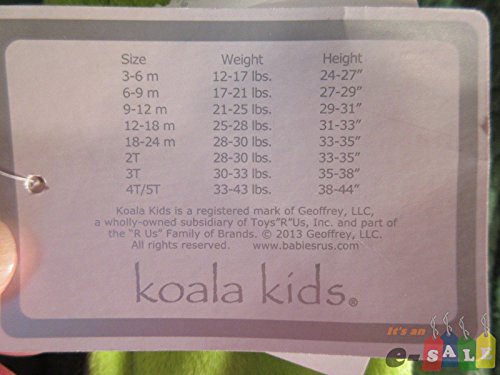 Size Weight Height
3-6 m 12-17 lbs. 24-27"
6-9 m 17-21 lbs. 27-29"
9-12 m 21-25 lbs. 29-31"
12-18 m 25-28 lbs. 31-33"
18-24 m 28-30 lbs. 33-35"
2T 28-30 lbs. 33-35"
3T 30-33 lbs. 35-38"
4T/5T 33-43 lbs. 38-44"
Koala Kids is a registered mark of Geoffrey, LLC,
a wholly-owned subsidiary of Toys"R"Us, Inc. and part of
the "R Us" Family of Brands. © 2013 Geoffrey, LLC.
All rights reserved. www.babiesrus.com
koala kids®
It's an
e-SALE